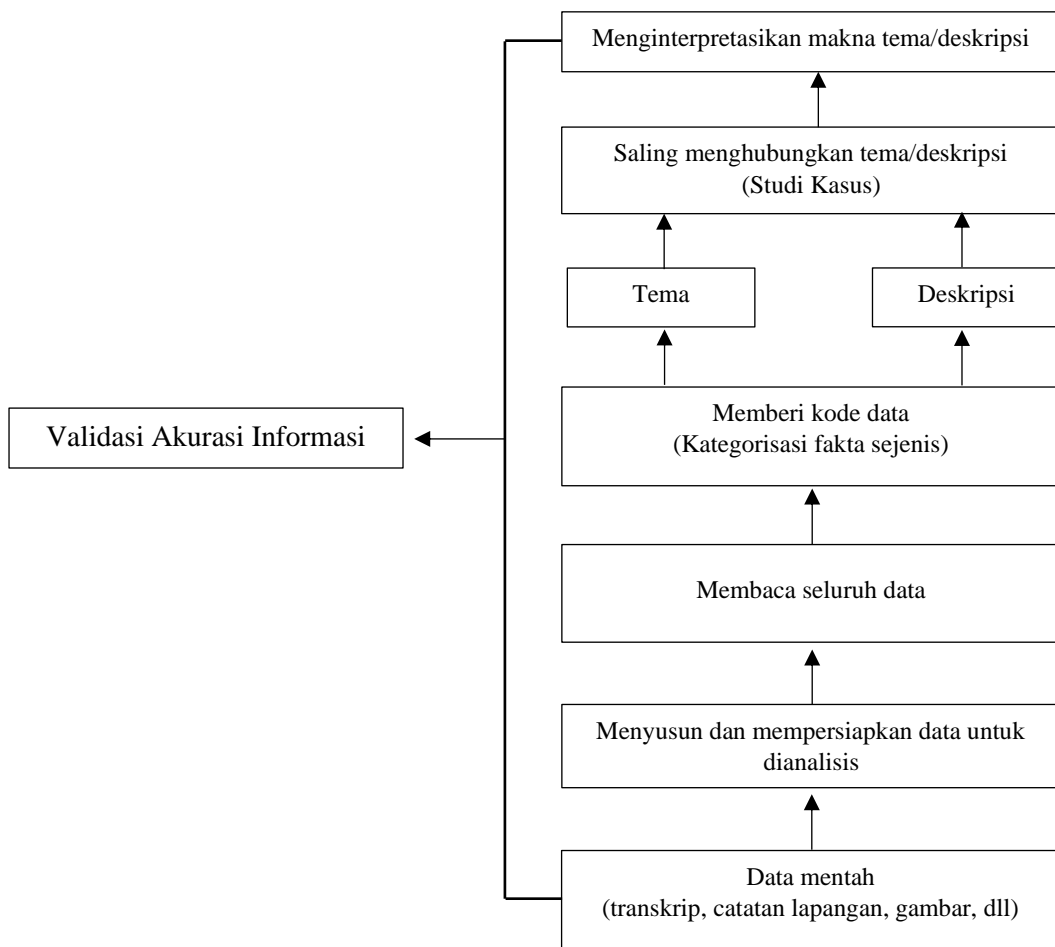 Menginterpretasikan makna tema/deskripsi
Saling menghubungkan tema/deskripsi
(Studi Kasus)
Tema
Deskripsi
Memberi kode data
(Kategorisasi fakta sejenis)
Validasi Akurasi Informasi
Membaca seluruh data
Menyusun dan mempersiapkan data untuk
dianalisis
Data mentah
(transkrip, catatan lapangan, gambar, dll)